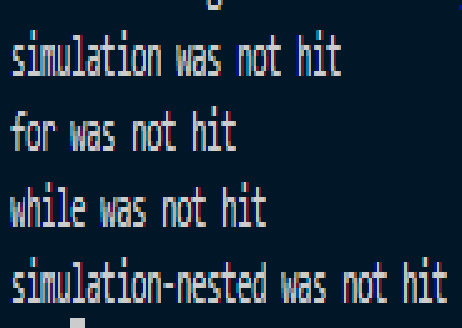 simulation was not hit
for was not hit
while was not hit
simulation-nested was not hit